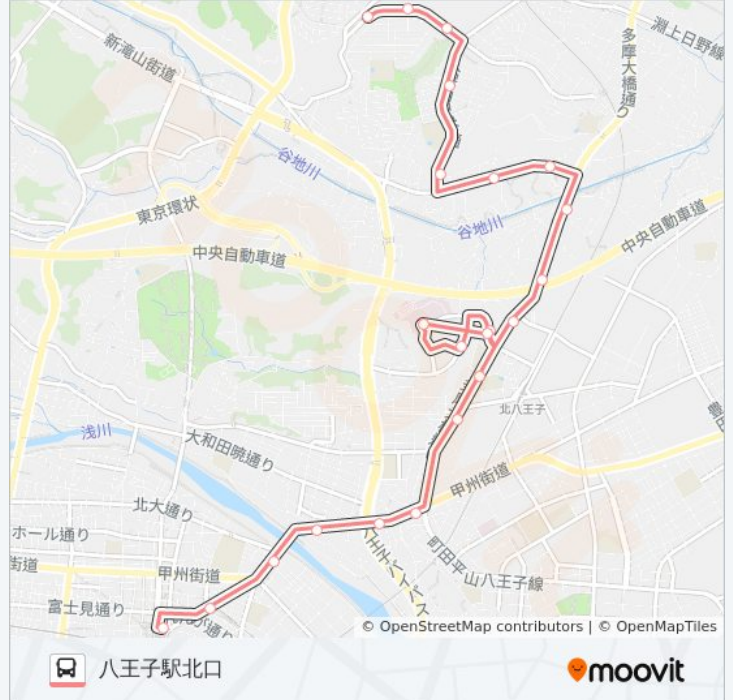 淵上日野線
新滝山街道
多摩大橋通り
谷地川
東京環状
谷地川
中央自動車道
中央自動車道
北八王子
浅川
大和田暁通り
甲州街道
北大通り
ホール通り
街道
甲州街道
町田平山八王子線
富士見通り
© OpenStreetMap contributors | © OpenMapTiles
八王子駅北口
moovit